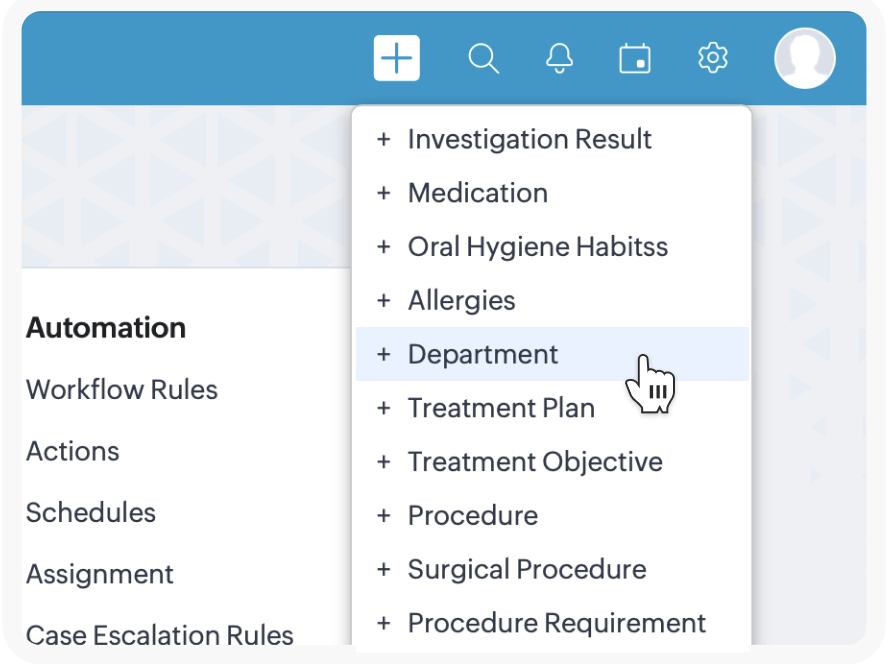 + Investigation Result
+ Medication
+ Oral Hygiene Habitss
+ Allergies
+ Department
+ Treatment Plan
+ Treatment Objective
+ Procedure
+ Surgical Procedure
+ Procedure Requirement
Automation
Workflow Rules
Actions
Schedules
Assignment
Case Escalation Rules